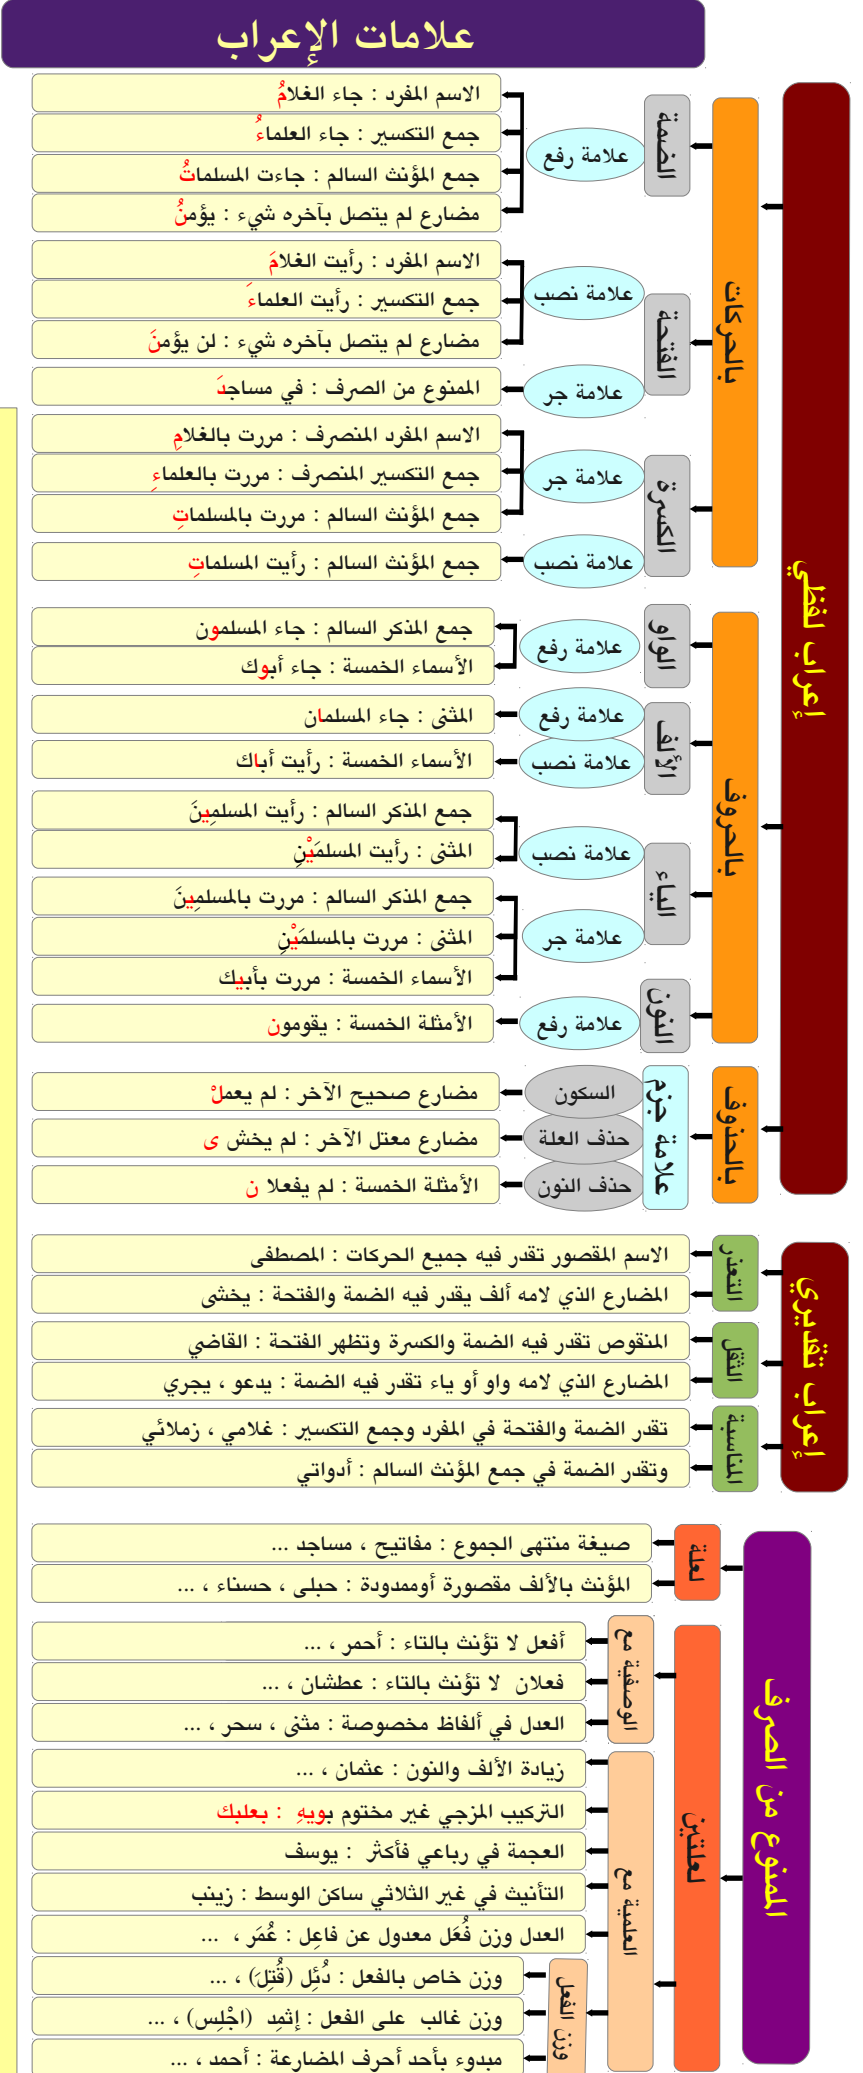 علامات الإعراب
إعراب لفظي
بالحركات
الضمة
علامة رفع
الاسم المفرد : جاء الغلامُ
جمع التكسير : جاء العلماءُ
جمع المؤنث السالم : جاءت المسلماتُ
مضارع لم يتصل بآخره شيء : يؤمنُ
الفتحة
علامة نصب
الاسم المفرد : رأيت الغلامَ
جمع التكسير : رأيت العلماءَ
مضارع لم يتصل بآخره شيء : لن يؤمنَ
علامة جر
الممنوع من الصرف : في مساجدَ
الكسرة
علامة جر
الاسم المفرد المنصرف : مررت بالغلامِ
جمع التكسير المنصرف : مررت بالعلماءِ
جمع المؤنث السالم : مررت بالمسلماتِ
علامة نصب
جمع المؤنث السالم : رأيت المسلماتِ
بالحروف
الواو
علامة رفع
جمع المذكر السالم : جاء المسلمون
الأسماء الخمسة : جاء أبوك
الألف
علامة رفع
المثنى : جاء المسلمان
علامة نصب
الأسماء الخمسة : رأيت أباك
الياء
علامة نصب
جمع المذكر السالم : رأيت المسلمِينَ
المثنى : رأيت المسلمَيْنِ
علامة جر
جمع المذكر السالم : مررت بالمسلمِينَ
المثنى : مررت بالمسلمَيْنِ
الأسماء الخمسة : مررت بأبيك
النون
علامة رفع
الأمثلة الخمسة : يقومون
بالحذوف
علامة جزم
السكون
مضارع صحيح الآخر : لم يعملْ
حذف العلة
مضارع معتل الآخر : لم يخش ى
حذف النون
الأمثلة الخمسة : لم يفعلا ن
إعراب تقديري
التعذر
الاسم المقصور تقدر فيه جميع الحركات : المصطفى
المضارع الذي لامه ألف يقدر فيه الضمة والفتحة : يخشى
الثقل
المنقوص تقدر فيه الضمة والكسرة وتظهر الفتحة : القاضي
المضارع الذي لامه واو أو ياء تقدر فيه الضمة : يدعو ، يجري
المناسبة
تقدر الضمة والفتحة في المفرد وجمع التكسير : غلامي ، زملائي
وتقدر الضمة في جمع المؤنث السالم : أدواتي
الممنوع من الصرف
لعلة
صيغة منتهى الجموع : مفاتيح ، مساجد ...
المؤنث بالألف مقصورة أوممدودة : حبلى ، حسناء ، ...
لعلتين
الوصفية مع
أفعل لا تؤنث بالتاء : أحمر ، ...
فعلان لا تؤنث بالتاء : عطشان ، ...
العدل في ألفاظ مخصوصة : مثنى ، سحر ، ...
العلمية مع
زيادة الألف والنون : عثمان ، ...
التركيب المزجي غير مختوم بويهِ : بعلبك
العجمة في رباعي فأكثر : يوسف
التأنيث في غير الثلاثي ساكن الوسط : زينب
العدل وزن فُعَل معدول عن فاعِل : عُمَر ، ...
وزن الفعل
وزن خاص بالفعل : دُئِل (قُتِلَ) ، ...
وزن غالب على الفعل : إثمِد (اجْلِس) ، ...
مبدوء بأحد أحرف المضارعة : أحمد ، ...